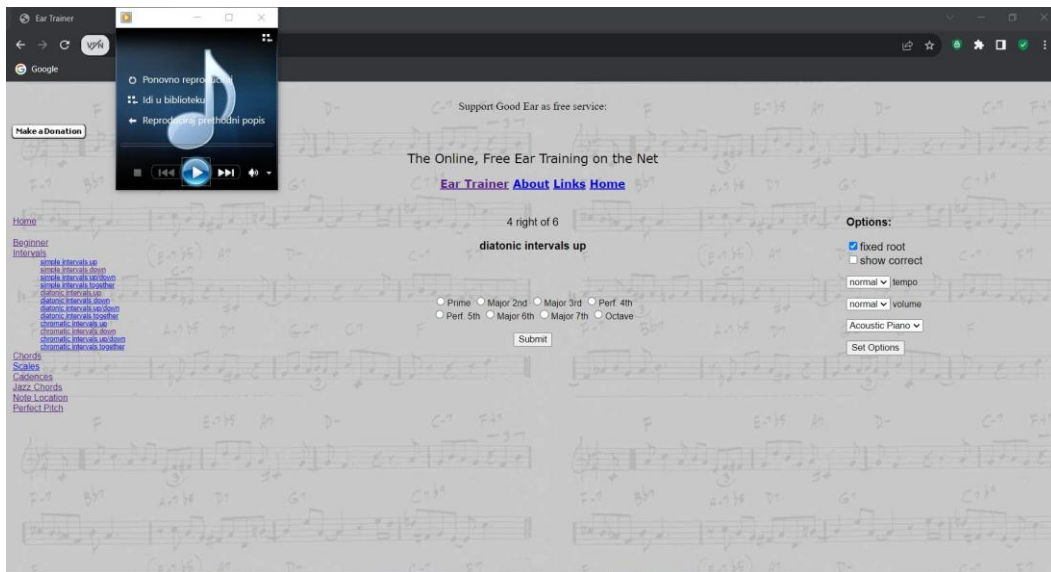 Ear Trainer
VPN
Google
Ponovno reproduciraj
Idi u biblioteku
Reproduciraj prethodni popis
Make a Donation
Support Good Ear as free service:
The Online, Free Ear Training on the Net
Ear Trainer About Links Home
4 right of 6
diatonic intervals up
Home
Beginner
Intervals
simple intervals up
simple intervals down
simple intervals up/down
simple intervals together
diatonic intervals up
diatonic intervals down
diatonic intervals up/down
diatonic intervals together
chromatic intervals up
chromatic intervals down
chromatic intervals up/down
chromatic intervals together
Chords
Scales
Cadences
Jazz Chords
Note Location
Perfect Pitch
Prime Major 2nd Major 3rd Perf. 4th
Perf. 5th Major 6th Major 7th Octave
Submit
Options:
fixed root
show correct
normal tempo
normal volume
Acoustic Piano
Set Options